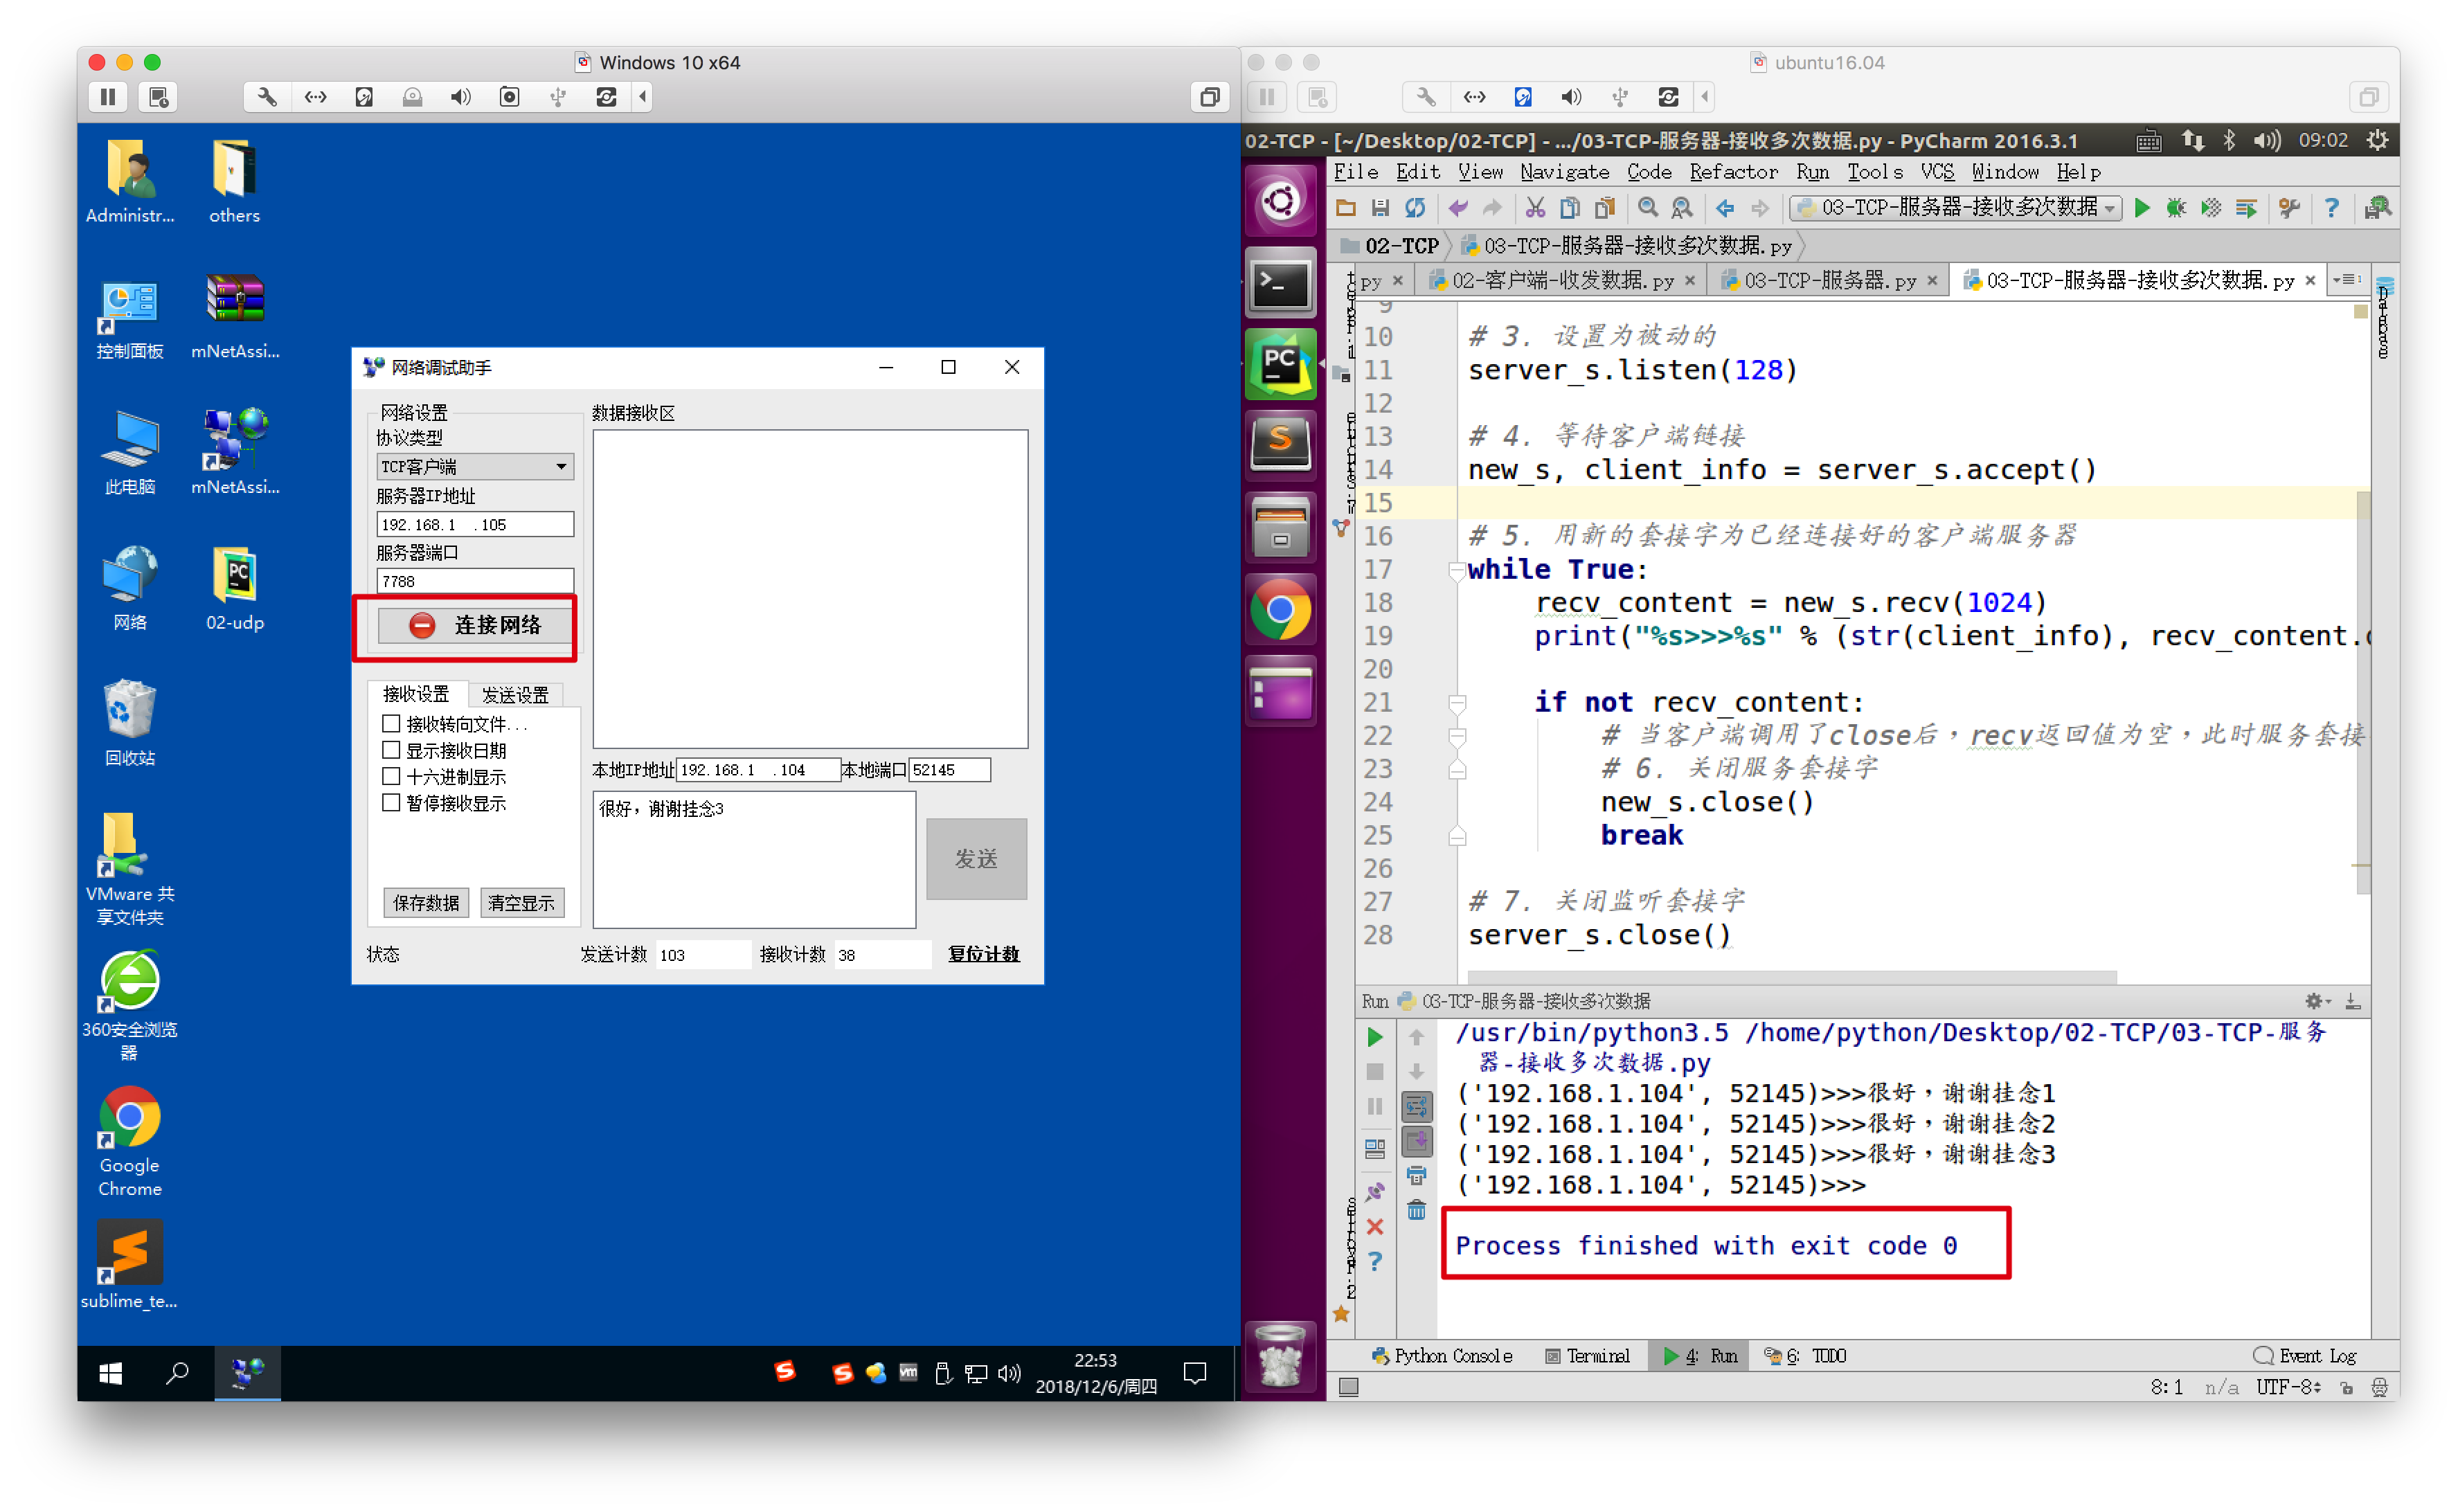 Windows 10 x64
Administr...
others
控制面板
mNetAssi...
此电脑
mNetAssi...
网络
02-udp
回收站
VMware 共
享文件夹
360安全浏览
器
Google
Chrome
sublime_te...
网络调试助手
网络设置
协议类型
TCP客户端
服务器IP地址
192.168.1 .105
服务器端口
7788
连接网络
接收设置
发送设置
接收转向文件...
显示接收日期
十六进制显示
暂停接收显示
保存数据
清空显示
数据接收区
本地IP地址 192.168.1 .104 本地端口 52145
很好，谢谢挂念3
发送
状态
发送计数 103
接收计数 38
复位计数
22:53
2018/12/6/周四
ubuntu16.04
02-TCP - [~/Desktop/02-TCP] - .../03-TCP-服务器-接收多次数据.py - PyCharm 2016.3.1
09:02
File Edit View Navigate Code Refactor Run Tools VCS Window Help
03-TCP-服务器-接收多次数据
02-TCP
03-TCP-服务器-接收多次数据.py
py
02-客户端-收发数据.py
03-TCP-服务器.py
03-TCP-服务器-接收多次数据.py
Database
9
10 # 3. 设置为被动的
11 server_s.listen(128)
12
13 # 4. 等待客户端链接
14 new_s, client_info = server_s.accept()
15
16 # 5. 用新的套接字为已经连接好的客户端服务器
17 while True:
18 recv_content = new_s.recv(1024)
19 print("%s>>>%s" % (str(client_info), recv_content.
20
21 if not recv_content:
22 # 当客户端调用了close后，recv返回值为空，此时服务套接
23 # 6. 关闭服务套接字
24 new_s.close()
25 break
26
27 # 7. 关闭监听套接字
28 server_s.close()
Run 03-TCP-服务器-接收多次数据
/usr/bin/python3.5 /home/python/Desktop/02-TCP/03-TCP-服务
器-接收多次数据.py
('192.168.1.104', 52145)>>>很好，谢谢挂念1
('192.168.1.104', 52145)>>>很好，谢谢挂念2
('192.168.1.104', 52145)>>>很好，谢谢挂念3
('192.168.1.104', 52145)>>>
Process finished with exit code 0
Python Console
Terminal
4: Run
6: TODO
Event Log
8:1 n/a UTF-8